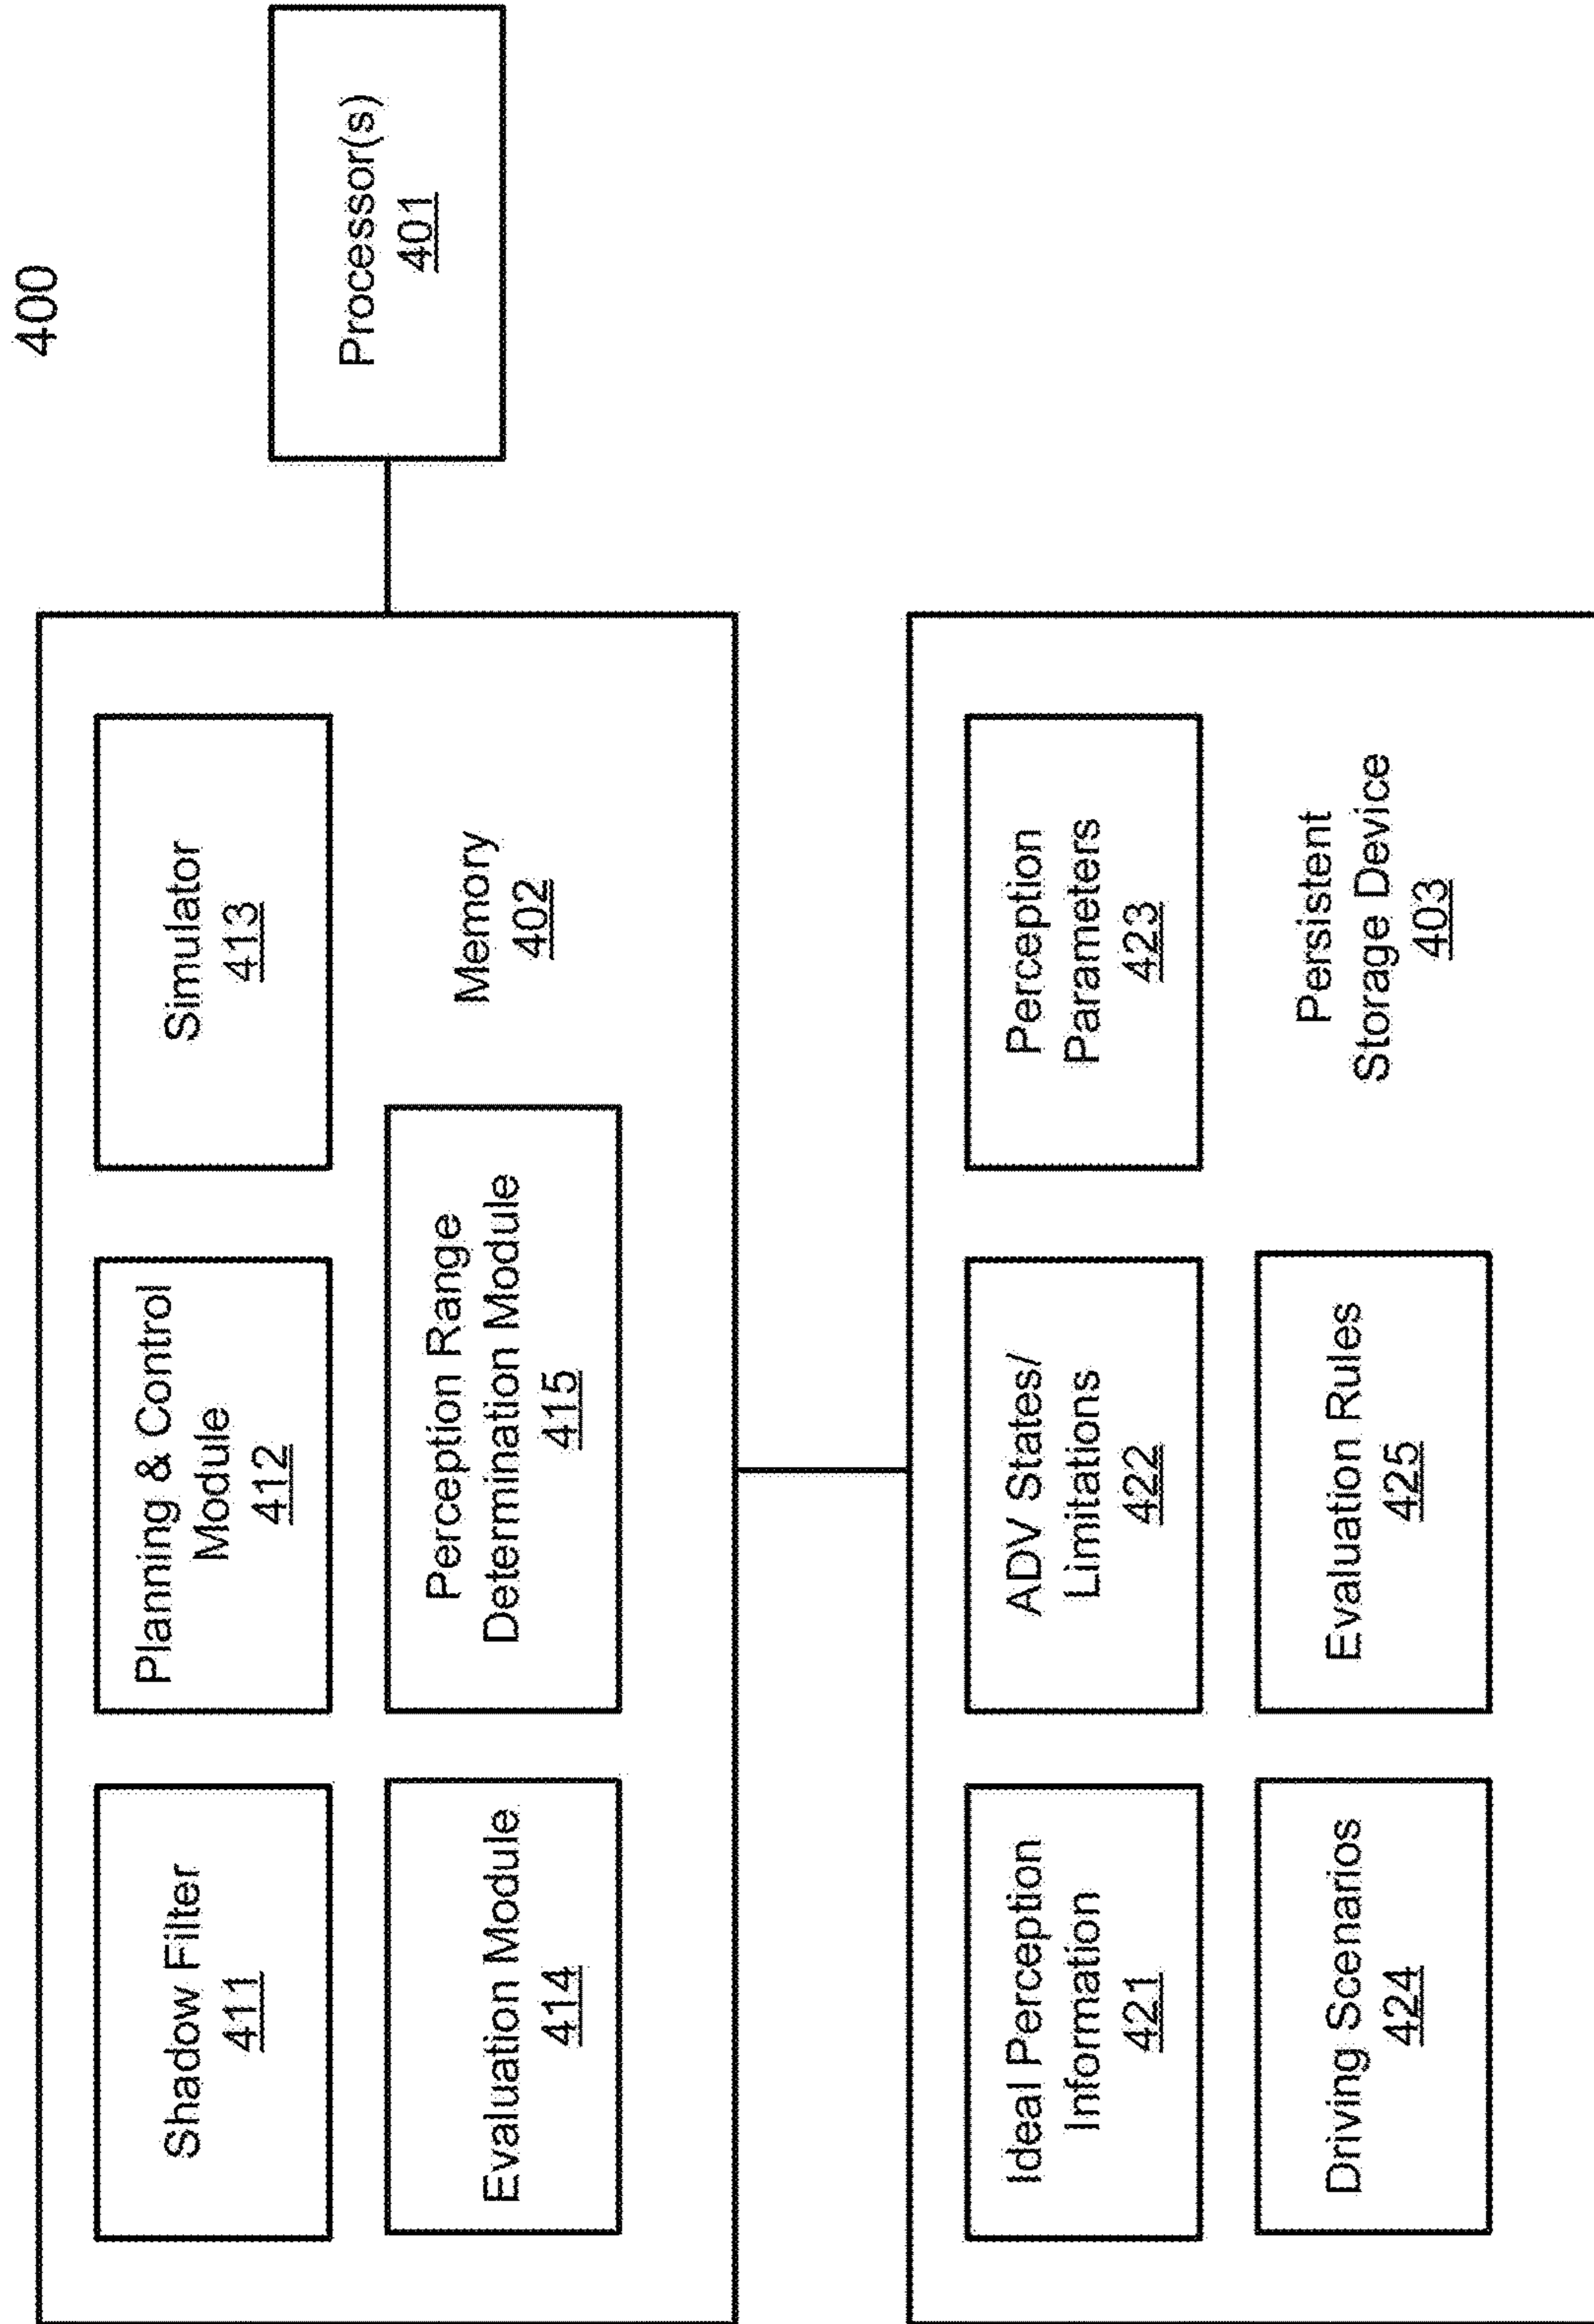 400
Processor(s)
401
Shadow Filter
411
Planning & Control
Module
412
Simulator
413
Evaluation Module
414
Perception Range
Determination Module
415
Memory
402
Ideal Perception
Information
421
ADV States/
Limitations
422
Perception
Parameters
423
Driving Scenarios
424
Evaluation Rules
425
Persistent
Storage Device
403